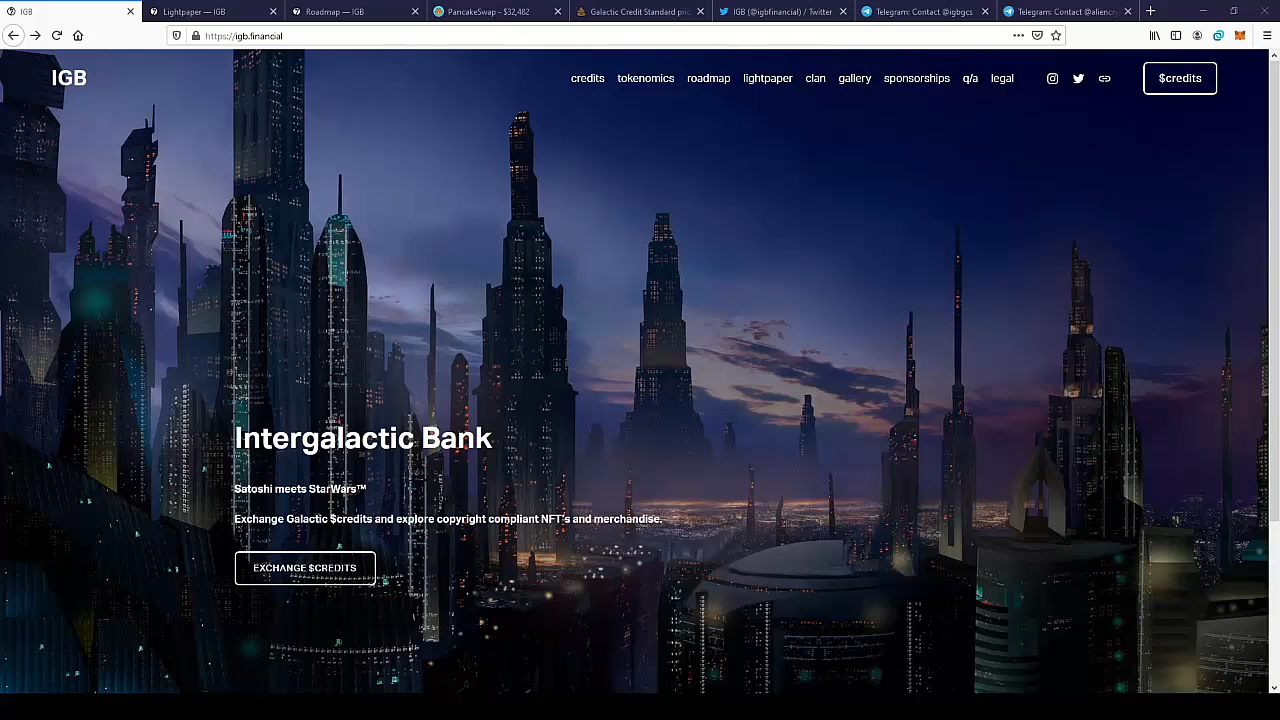 IGB
Lightpaper — IGB
Roadmap — IGB
PancakeSwap - $32,482
Galactic Credit Standard pri
IGB (@igbfinancial) / Twitter
Telegram: Contact @igbgcs
Telegram: Contact @aliencr
https://igb.financial
IGB
credits tokenomics roadmap lightpaper clan gallery sponsorships q/a legal
$credits
Intergalactic Bank
Satoshi meets StarWars™
Exchange Galactic $credits and explore copyright compliant NFT's and merchandise.
EXCHANGE $CREDITS